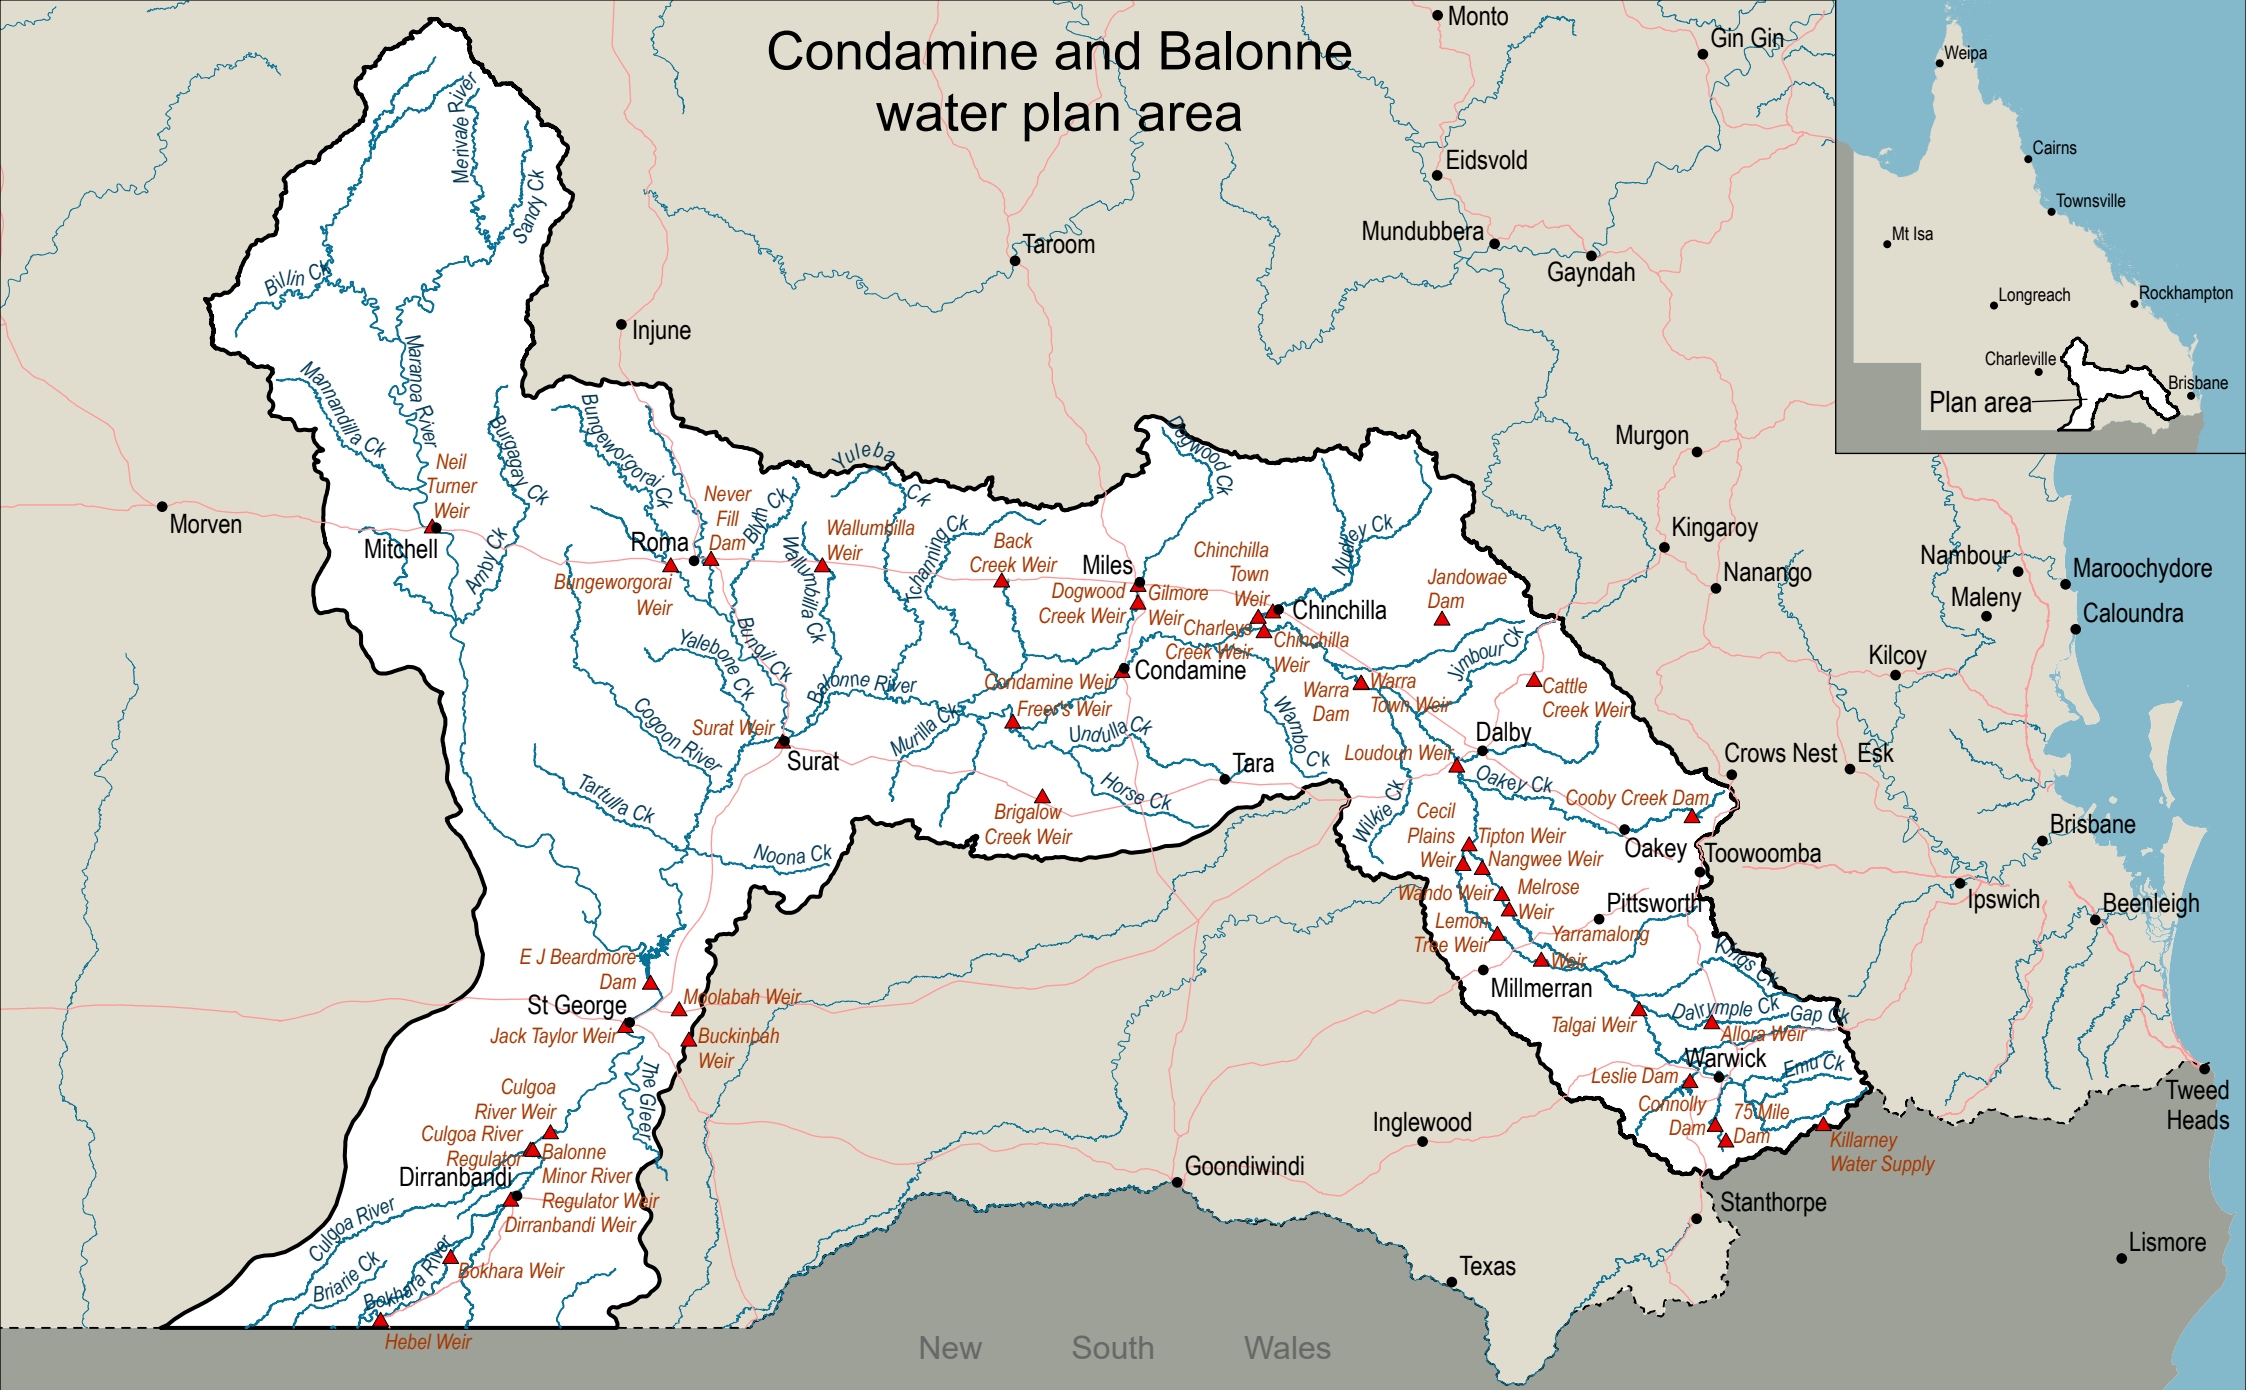 Condamine and Balonne
water plan area
Monto
Gin Gin
Eidsvold
Mundubbera
Gayndah
Taroom
Injune
Morven
Murgon
Kingaroy
Nanango
Nambour
Maroochydore
Maleny
Caloundra
Kilcoy
Crows Nest
Esk
Brisbane
Toowoomba
Ipswich
Beenleigh
Tweed
Heads
Lismore
Stanthorpe
Texas
Inglewood
Goondiwindi
New South Wales
Weipa
Cairns
Townsville
Mt Isa
Longreach
Rockhampton
Charleville
Brisbane
Plan area
Merivale River
Sandy Ck
Billin Ck
Maranoa River
Mannandilla Ck
Burgagay Ck
Neil
Turner
Weir
Mitchell
Amby Ck
Bungeworgorai Ck
Roma
Never
Fill
Dam
Bungeworgorai
Weir
Blyth Ck
Yuleba Ck
Wallumbilla
Weir
Wallumbilla Ck
Bungil Ck
Yalebone Ck
Tchanning Ck
Back
Creek Weir
Dogwood Ck
Miles
Dogwood
Creek Weir
Gilmore
Weir
Chinchilla
Town
Weir
Chinchilla
Charleys
Creek Weir
Chinchilla
Weir
Nudley Ck
Jandowae
Dam
Jimbour Ck
Cattle
Creek Weir
Warra
Dam
Warra
Town Weir
Condamine
Condamine Weir
Freer's Weir
Balonne River
Murilla Ck
Undulla Ck
Wambo Ck
Horse Ck
Tara
Brigalow
Creek Weir
Surat Weir
Surat
Cogoon River
Tartulla Ck
Noona Ck
Dalby
Loudoun Weir
Oakey Ck
Cooby Creek Dam
Oakey
Wilkie Ck
Cecil
Plains
Weir
Tipton Weir
Nangwee Weir
Wando Weir
Melrose
Weir
Lemon
Tree Weir
Pittsworth
Yarramalong
Weir
Millmerran
Kings Ck
Dalrymple Ck
Gap Ck
Talgai Weir
Allora Weir
Warwick
Emu Ck
Leslie Dam
Connolly
Dam
75 Mile
Dam
Killarney
Water Supply
E J Beardmore
Dam
St George
Moolabah Weir
Jack Taylor Weir
Buckinbah
Weir
The Gleer
Culgoa
River Weir
Culgoa River
Regulator
Balonne
Minor River
Regulator Weir
Dirranbandi
Dirranbandi Weir
Culgoa River
Briarie Ck
Bokhara River
Bokhara Weir
Hebel Weir